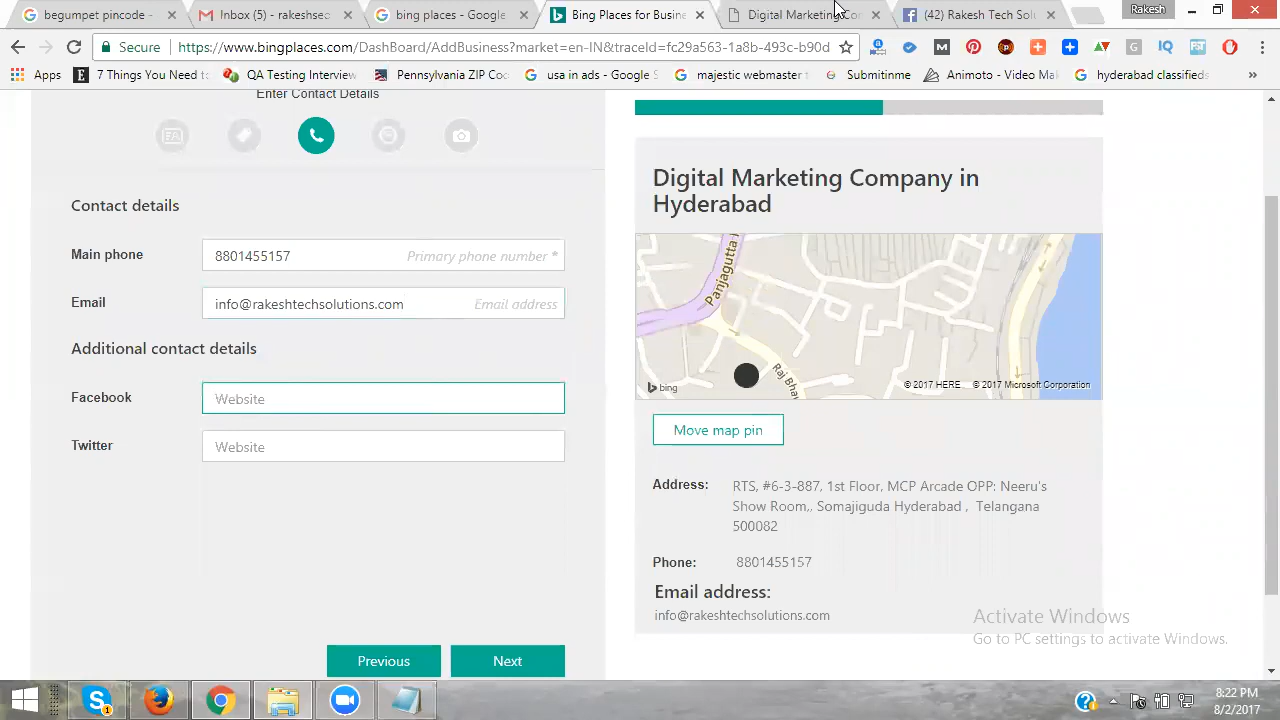 begumpet pincode -
Inbox (5) - rakeshsec
bing places- Google
Bing Places for Busine
Digital Marketing Con
(42) Rakesh Tech Solu
Rakesh
Secure
https://www.bingplaces.com/DashBoard/AddBusiness?market=en-IN&traceId=fc29a563-1a8b-493c-b90d
Apps
7 Things You Need t
QA Testing Interview
Pennsylvania ZIP Co
usa in ads - Google S
majestic webmaster
Submitinme
Animoto - Video Ma
hyderabad classifieds
»
Enter Contact Details
Contact details
Main phone
8801455157
Primary phone number *
Email
info@rakeshtechsolutions.com
Email address
Additional contact details
Facebook
Website
Twitter
Website
Previous
Next
Digital Marketing Company in
Hyderabad
Panjagutta
Raj Bha
bing
© 2017 HERE
© 2017 Microsoft Corporation
Move map pin
Address:
RTS, #6-3-887, 1st Floor, MCP Arcade OPP: Neeru's
Show Room,, Somajiguda Hyderabad , Telangana
500082
Phone:
8801455157
Email address:
info@rakeshtechsolutions.com
Activate Windows
Go to PC settings to activate Windows.
8:22 PM
8/2/2017